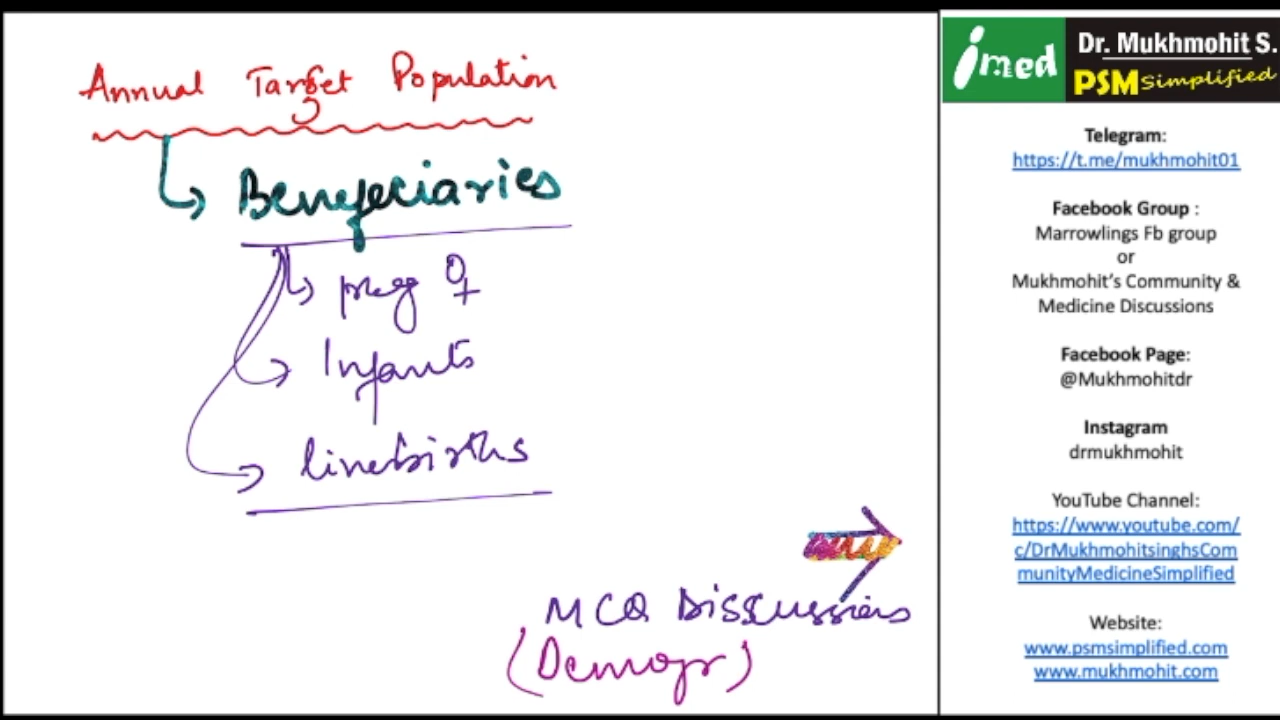 Annual Target Population
Benefeciaries
preg ♀
Infants
livebirths
MCQ Discussions
(Demogr)
imed
Dr. Mukhmohit S.
PSM Simplified
Telegram:
https://t.me/mukhmohit01
Facebook Group :
Marrowlings Fb group
or
Mukhmohit's Community &
Medicine Discussions
Facebook Page:
@Mukhmohitdr
Instagram
drmukhmohit
YouTube Channel:
https://www.youtube.com/
c/DrMukhmohitsinghsCom
munityMedicineSimplified
Website:
www.psmsimplified.com
www.mukhmohit.com